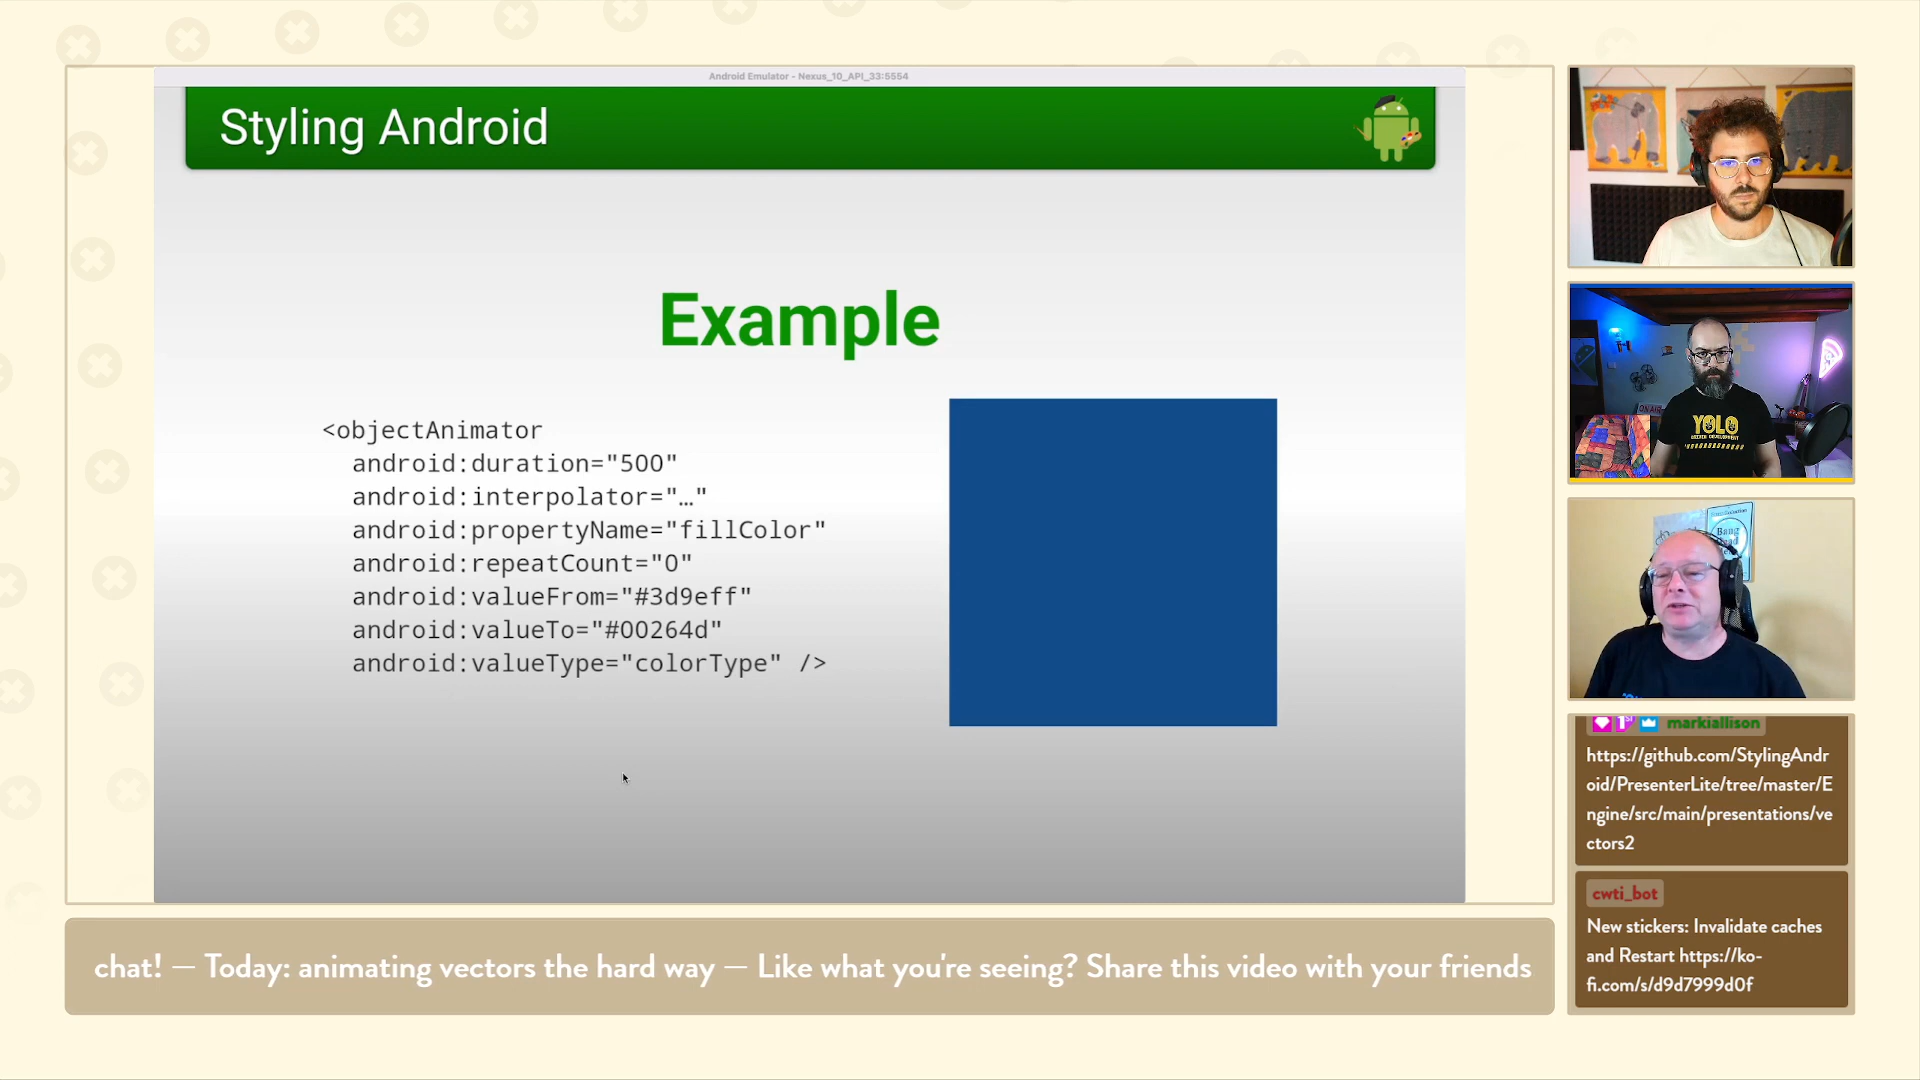 Android Emulator - Nexus_10_API_33:5554
Styling Android
Example
<objectAnimator
android:duration="500"
android:interpolator="…"
android:propertyName="fillColor"
android:repeatCount="0"
android:valueFrom="#3d9eff"
android:valueTo="#00264d"
android:valueType="colorType" />
YOLO
Bang
1st markiallison
https://github.com/StylingAndr
oid/PresenterLite/tree/master/E
ngine/src/main/presentations/ve
ctors2
cwti_bot
New stickers: Invalidate caches
and Restart https://ko-
fi.com/s/d9d7999d0f
chat! — Today: animating vectors the hard way — Like what you're seeing? Share this video with your friends